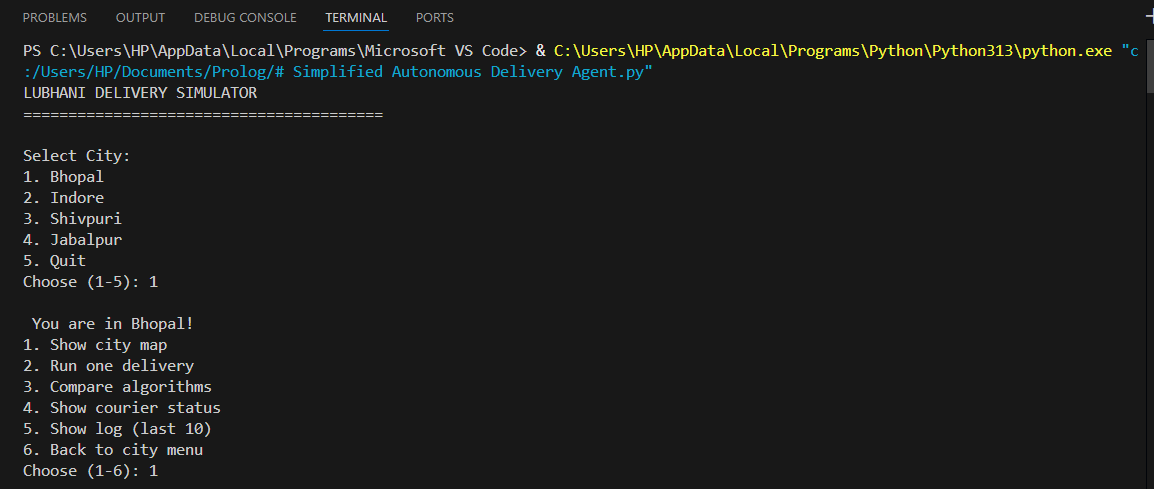 PROBLEMS OUTPUT DEBUG CONSOLE TERMINAL PORTS
PS C:\Users\HP\AppData\Local\Programs\Microsoft VS Code> & C:\Users\HP\AppData\Local\Programs\Python\Python313\python.exe "c
:/Users/HP/Documents/Prolog/# Simplified Autonomous Delivery Agent.py"
LUBHANI DELIVERY SIMULATOR
========================================
Select City:
1. Bhopal
2. Indore
3. Shivpuri
4. Jabalpur
5. Quit
Choose (1-5): 1
You are in Bhopal!
1. Show city map
2. Run one delivery
3. Compare algorithms
4. Show courier status
5. Show log (last 10)
6. Back to city menu
Choose (1-6): 1